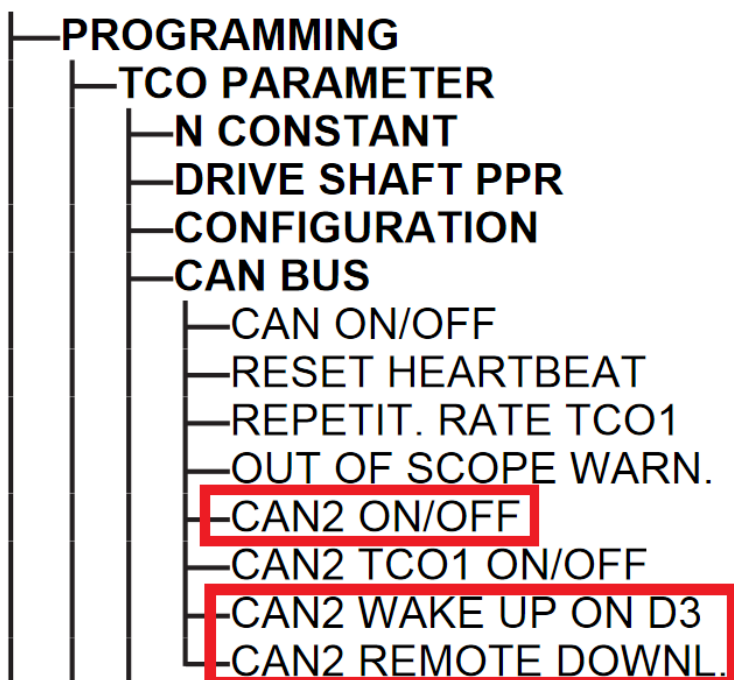 PROGRAMMING
TCO PARAMETER
N CONSTANT
DRIVE SHAFT PPR
CONFIGURATION
CAN BUS
CAN ON/OFF
RESET HEARTBEAT
REPETIT. RATE TCO1
OUT OF SCOPE WARN.
CAN2 ON/OFF
CAN2 TCO1 ON/OFF
CAN2 WAKE UP ON D3
CAN2 REMOTE DOWNL.